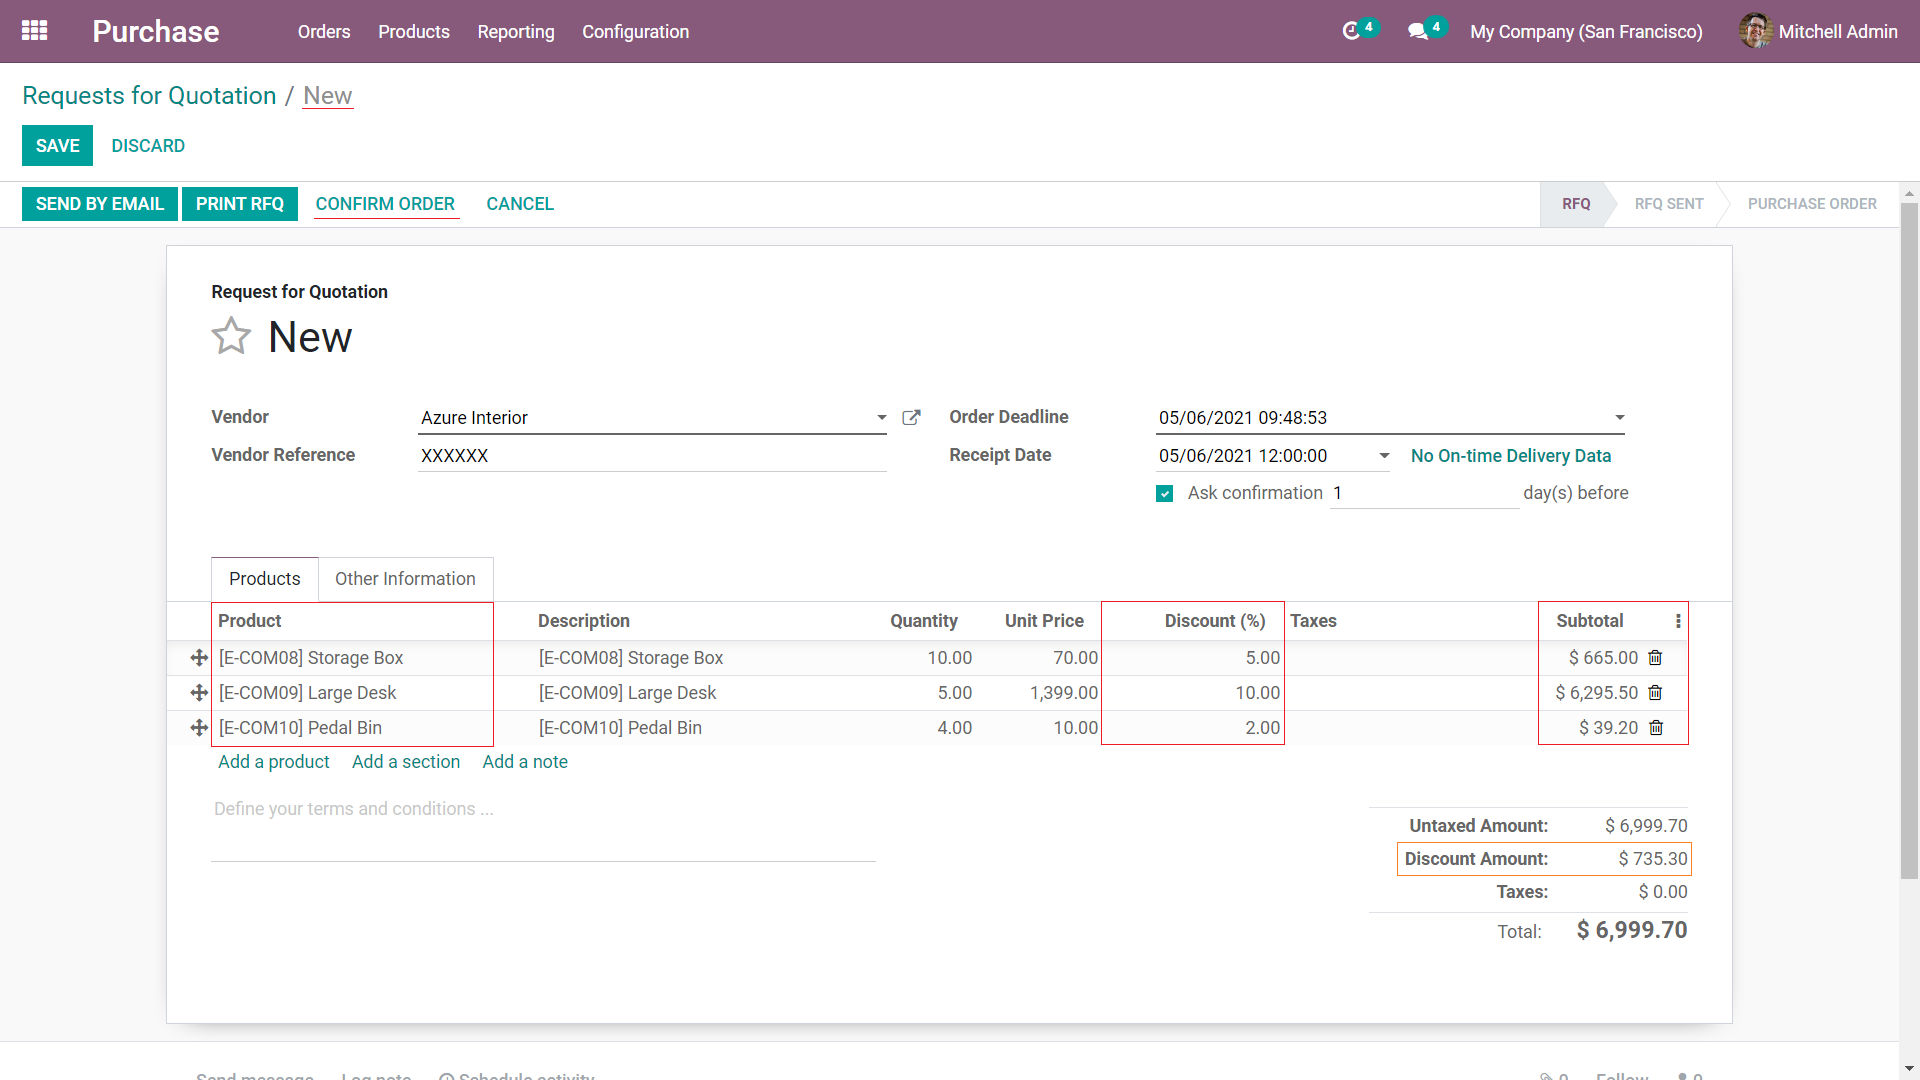 Purchase Orders Products Reporting Configuration 4 4 My Company (San Francisco) Mitchell Admin
Requests for Quotation / New
SAVE DISCARD
SEND BY EMAIL PRINT RFQ CONFIRM ORDER CANCEL RFQ RFQ SENT PURCHASE ORDER
Request for Quotation
New
Vendor Azure Interior Order Deadline 05/06/2021 09:48:53
Vendor Reference XXXXXX Receipt Date 05/06/2021 12:00:00 No On-time Delivery Data
Ask confirmation 1 day(s) before
Products Other Information
Product Description Quantity Unit Price Discount (%) Taxes Subtotal
[E-COM08] Storage Box [E-COM08] Storage Box 10.00 70.00 5.00 $ 665.00
[E-COM09] Large Desk [E-COM09] Large Desk 5.00 1,399.00 10.00 $ 6,295.50
[E-COM10] Pedal Bin [E-COM10] Pedal Bin 4.00 10.00 2.00 $ 39.20
Add a product Add a section Add a note
Define your terms and conditions ...
Untaxed Amount: $ 6,999.70
Discount Amount: $ 735.30
Taxes: $ 0.00
Total: $ 6,999.70
Send message Log note Schedule activity 0 Follow 0